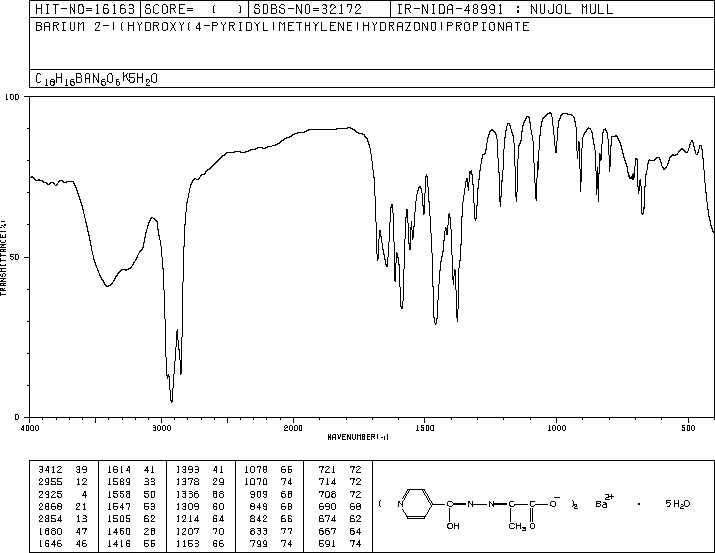 HIT-NO=16163 SCORE= ( ) SDBS-NO=32172 IR-NIDA-48991 : NUJOL MULL
BARIUM 2-((HYDROXY(4-PYRIDYL)METHYLENE)HYDRAZONO)PROPIONATE
C18H16BAN6O6 5H2O
100
TRANSMITTANCE(%)
50
0
4000 3000 2000 1500 1000 500
WAVENUMBER(-1)
3412 39 1614 41 1393 41 1078 66 721 72
2955 12 1589 33 1378 29 1070 74 714 72
2925 4 1558 50 1336 68 909 68 708 72
2868 21 1547 53 1309 60 849 68 690 68
2854 13 1505 62 1214 64 842 66 674 62
1680 47 1460 28 1207 70 833 77 667 64
1646 46 1416 55 1153 66 799 74 591 74
( N C=N-N=C-C-O- )2 Ba2+ · 5H2O
OH CH3 O